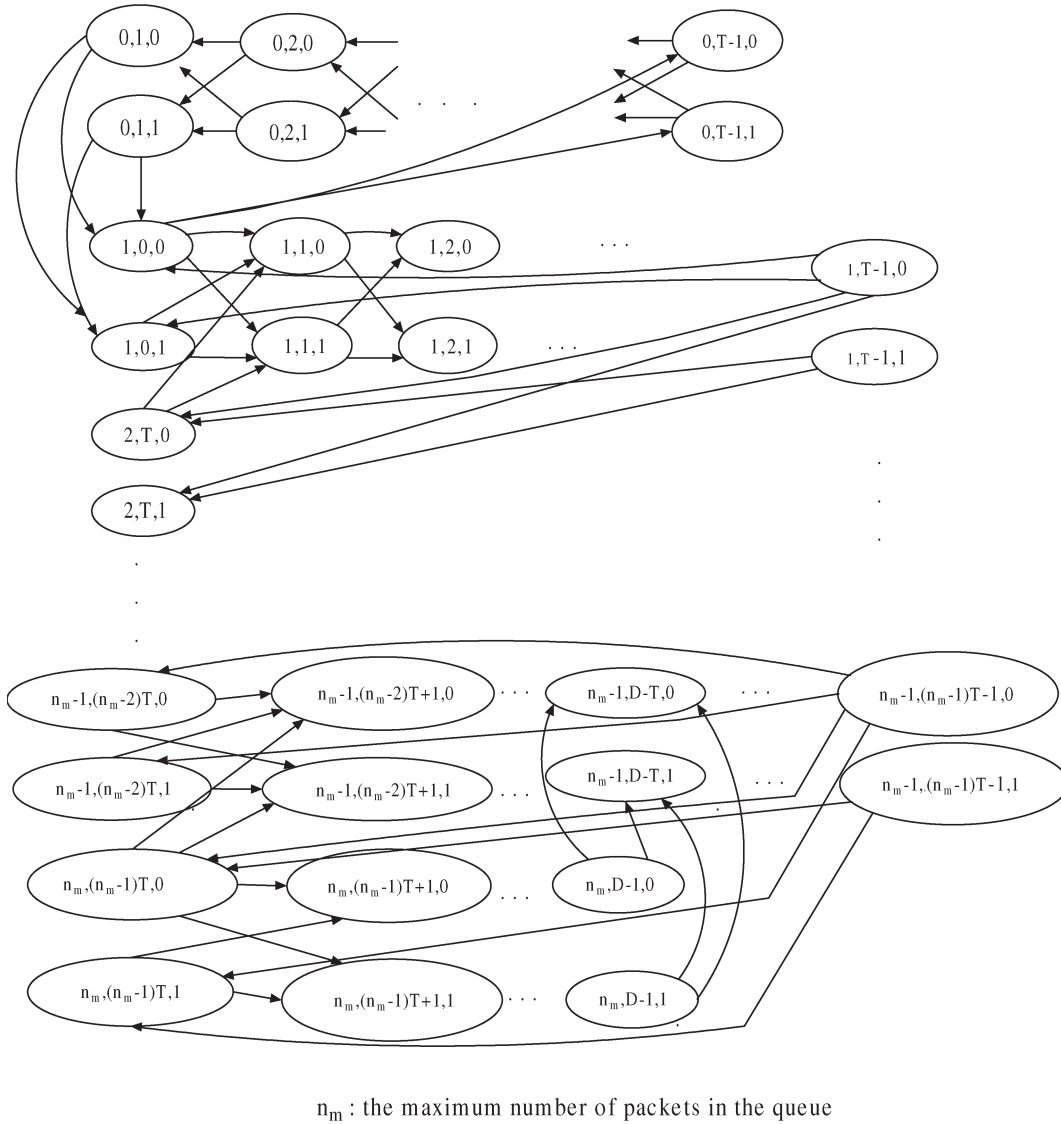 0,1,0
0,2,0
0,T-1,0
0,1,1
0,2,1
. . . .
0,T-1,1
1,0,0
1,1,0
1,2,0
. . .
1,T-1,0
1,0,1
1,1,1
1,2,1
. . .
1,T-1,1
2,T,0
2,T,1
n_m-1,(n_m-2)T,0
n_m-1,(n_m-2)T+1,0
. . .
n_m-1,D-T,0
. . .
n_m-1,(n_m-1)T-1,0
n_m-1,(n_m-2)T,1
n_m-1,(n_m-2)T+1,1
. . .
n_m-1,D-T,1
. . .
n_m-1,(n_m-1)T-1,1
n_m,(n_m-1)T,0
n_m,(n_m-1)T+1,0
. . .
n_m,D-1,0
n_m,(n_m-1)T,1
n_m,(n_m-1)T+1,1
. . .
n_m,D-1,1
n_m : the maximum number of packets in the queue